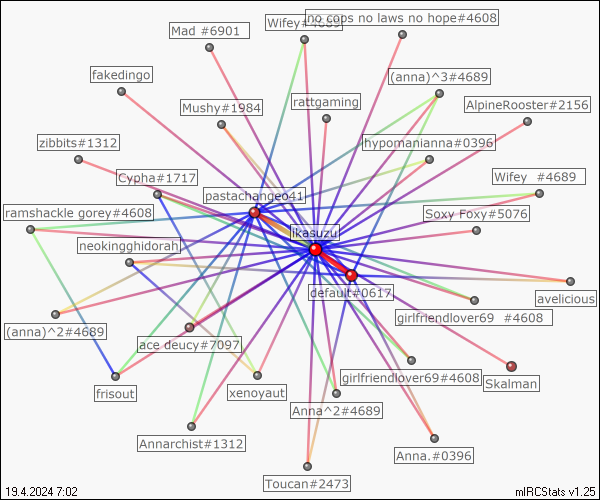 no cops no laws no hope#4608
Wifey#4689
Mad #6901
(anna)^3#4689
fakedingo
Mushy#1984
rattgaming
AlpineRooster#2156
zibbits#1312
hypomanianna#0396
Cypha#1717
Wifey #4689
pastachangeo41
ramshackle gorey#4608
Soxy Foxy#5076
ikasuzu
neokingghidorah
default#0617
avelicious
girlfriendlover69 #4608
(anna)^2#4689
ace deucy#7097
girlfriendlover69#4608
Skalman
frisout
xenoyaut
Anna^2#4689
Annarchist#1312
Anna.#0396
Toucan#2473
19.4.2024 7:02
mIRCStats v1.25